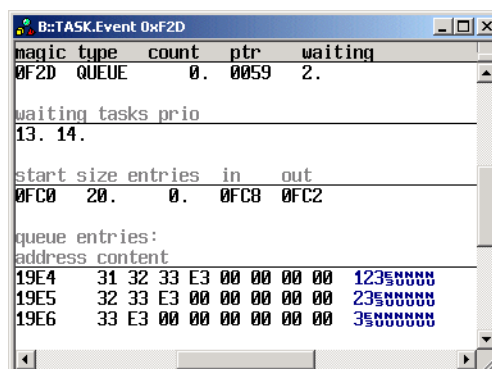 B::TASK.Event 0xF2D
magic type count ptr waiting
0F2D QUEUE 0. 0059 2.
waiting tasks prio
13. 14.
start size entries in out
0FC0 20. 0. 0FC8 0FC2
queue entries:
address content
19E4 31 32 33 E3 00 00 00 00 123
19E5 32 33 E3 00 00 00 00 00 23
19E6 33 E3 00 00 00 00 00 00 3